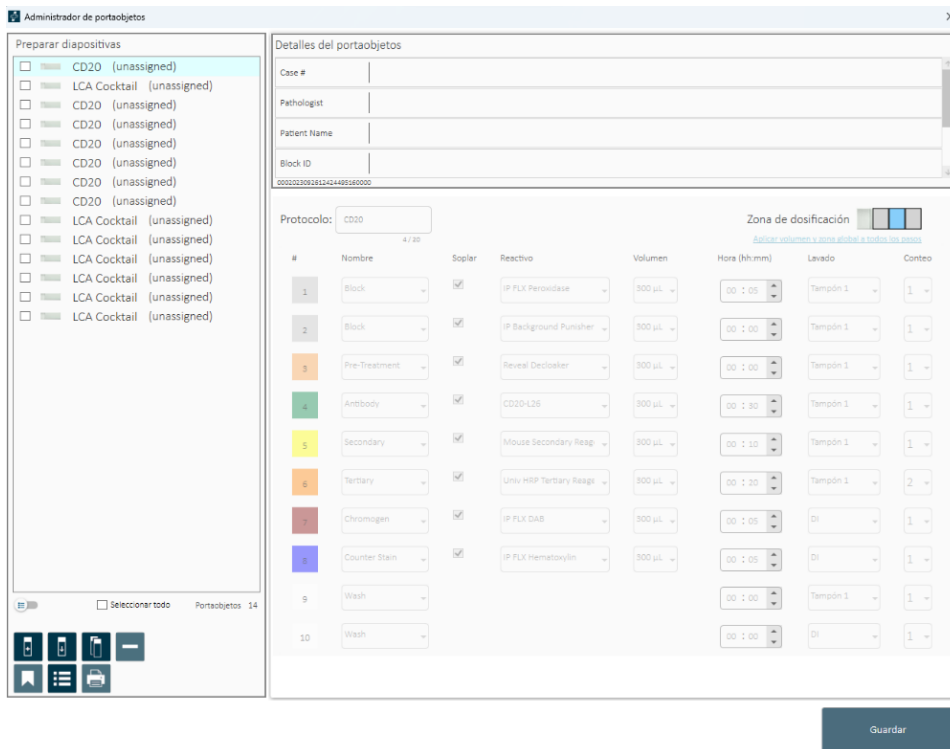 Administrador de portaobjetos
Preparar diapositivas
CD20 (unassigned)
LCA Cocktail (unassigned)
CD20 (unassigned)
CD20 (unassigned)
CD20 (unassigned)
CD20 (unassigned)
CD20 (unassigned)
CD20 (unassigned)
LCA Cocktail (unassigned)
LCA Cocktail (unassigned)
LCA Cocktail (unassigned)
LCA Cocktail (unassigned)
LCA Cocktail (unassigned)
LCA Cocktail (unassigned)
Seleccionar todo Portaobjetos 14
Detalles del portaobjetos
Case #
Pathologist
Patient Name
Block ID
Protocolo: CD20
4 / 20
Zona de dosificación
Aplicar volumen y zona global a todos los pasos
# Nombre Soplar Reactivo Volumen Hora (hh:mm) Lavado Conteo
1 Block IP FLX Peroxidase 300 µL 00 : 05 Tampón 1 1
2 Block IP Background Punisher 300 µL 00 : 00 Tampón 1 1
3 Pre-Treatment Reveal Decloaker 300 µL 00 : 00 Tampón 1 1
4 Antibody CD20-L26 300 µL 00 : 30 Tampón 1 1
5 Secondary Mouse Secondary Reag 300 µL 00 : 10 Tampón 1 1
6 Tertiary Univ HRP Tertiary Reage 300 µL 00 : 20 Tampón 1 2
7 Chromogen IP FLX DAB 300 µL 00 : 05 DI 1
8 Counter Stain IP FLX Hematoxylin 300 µL 00 : 05 DI 1
9 Wash 00 : 00 Tampón 1 1
10 Wash 00 : 00 DI 1
Guardar